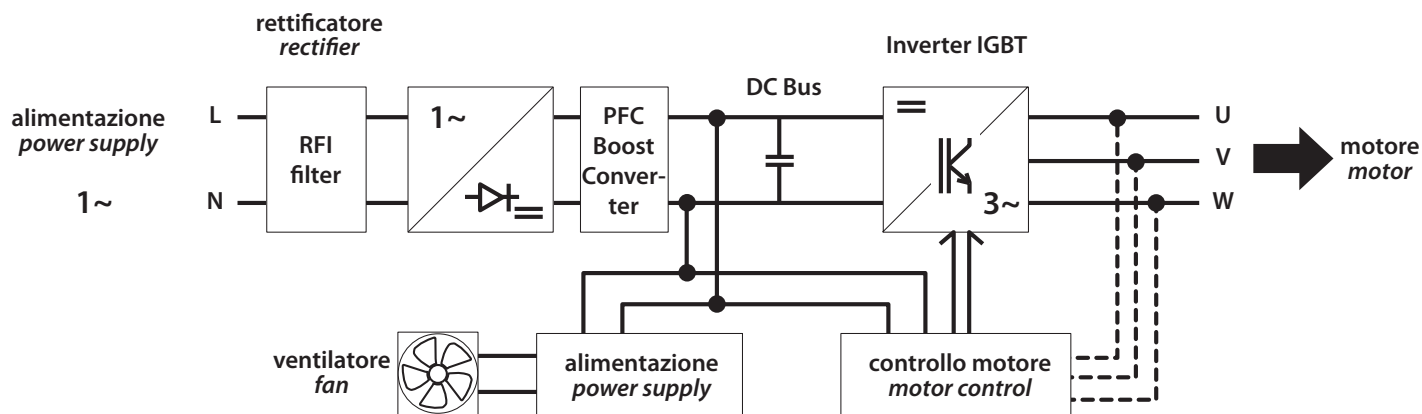 rettificatore
rectifier
Inverter IGBT
DC Bus
alimentazione
power supply
1~
L
N
RFI
filter
1~
PFC
Boost
Conver-
ter
3~
U
V
W
motore
motor
ventilatore
fan
alimentazione
power supply
controllo motore
motor control